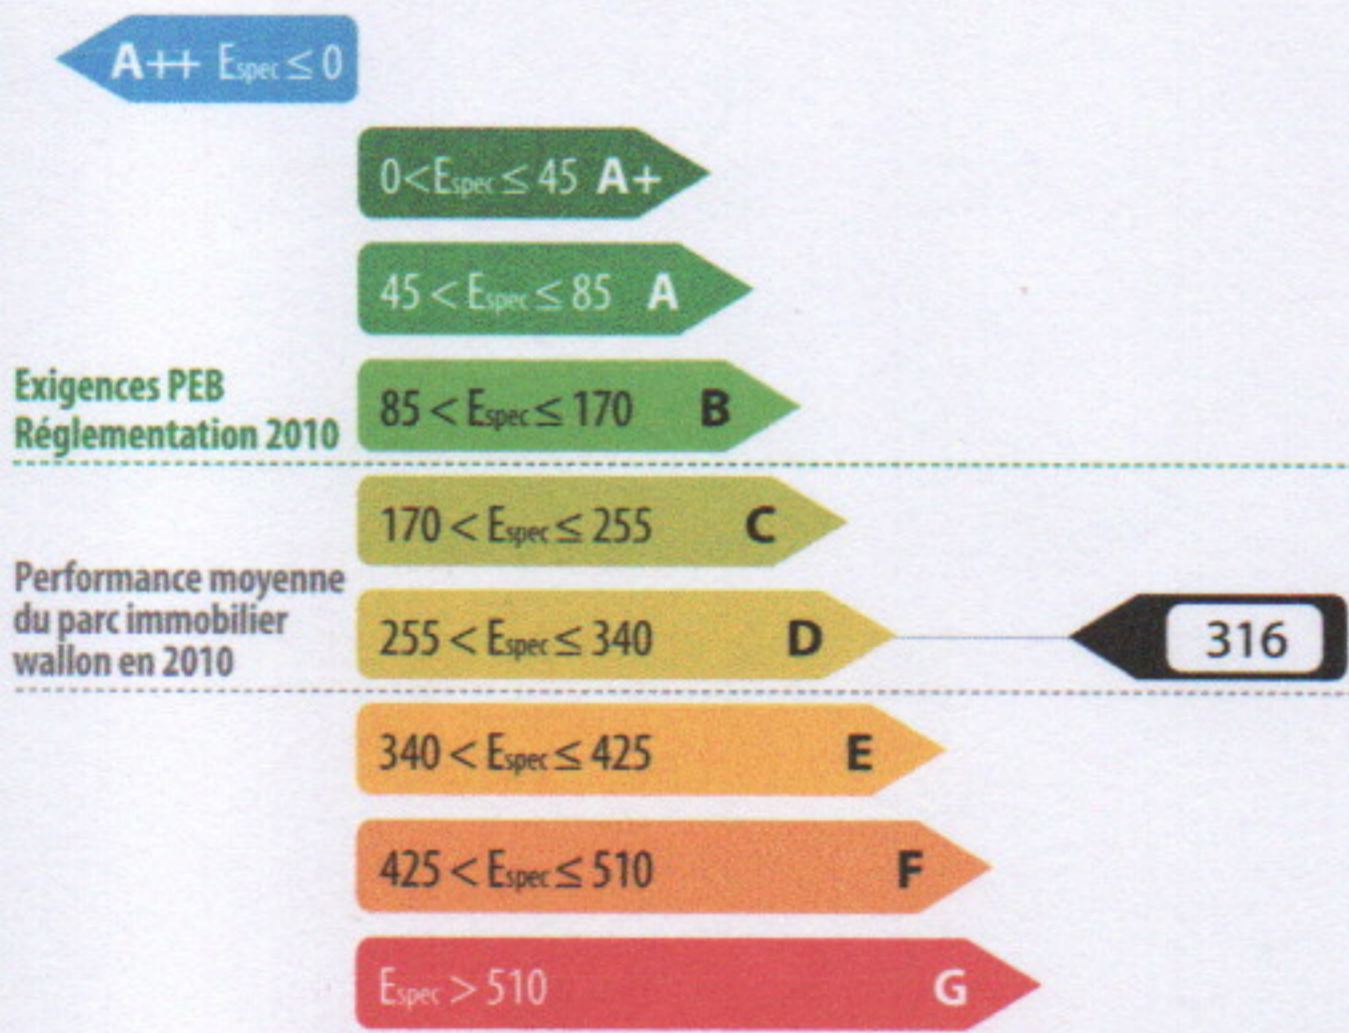 A++ Espec ≤ 0
0<Espec ≤ 45 A+
45 < Espec ≤ 85 A
Exigences PEB
Réglementation 2010
85 < Espec ≤ 170 B
170 < Espec ≤ 255 C
Performance moyenne
du parc immobilier
wallon en 2010
255 < Espec ≤ 340 D
316
340 < Espec ≤ 425 E
425 < Espec ≤ 510 F
Espec > 510 G